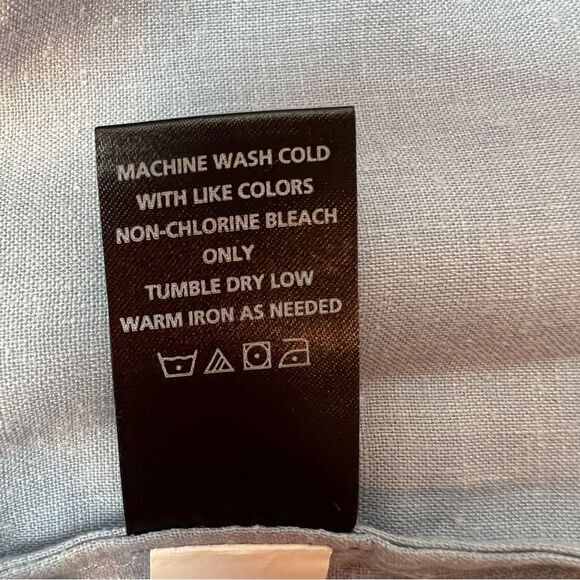 MACHINE WASH COLD
WITH LIKE COLORS
NON-CHLORINE BLEACH
ONLY
TUMBLE DRY LOW
WARM IRON AS NEEDED